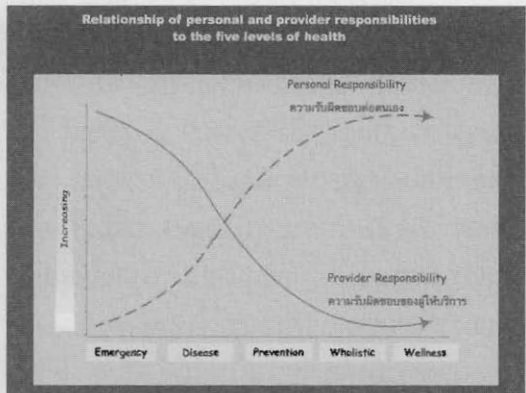 Relationship of personal and provider responsibilities
to the five levels of health
Personal Responsibility
ความรับผิดชอบต่อตนเอง
Increasing
Provider Responsibility
ความรับผิดชอบของผู้ให้บริการ
Emergency Disease Prevention Wholistic Wellness